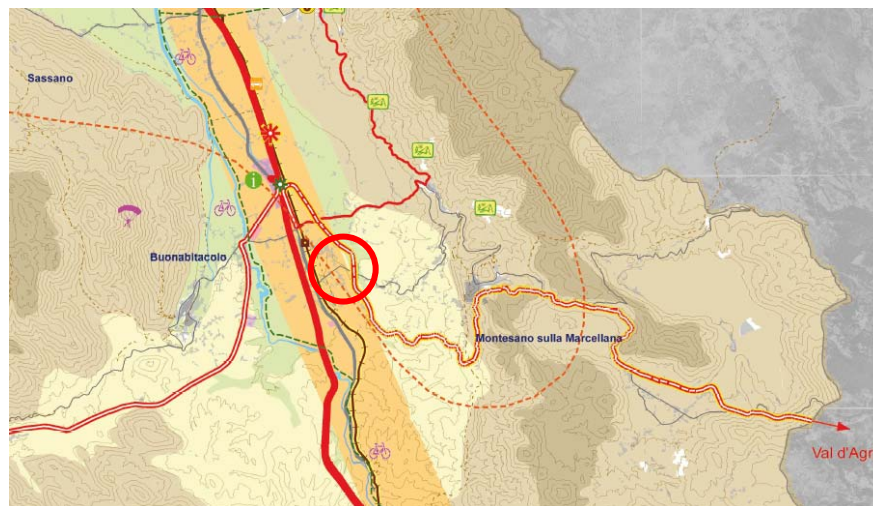 Sassano
i
Buonabitacolo
Montesano sulla Marcellana
Val d'Agr